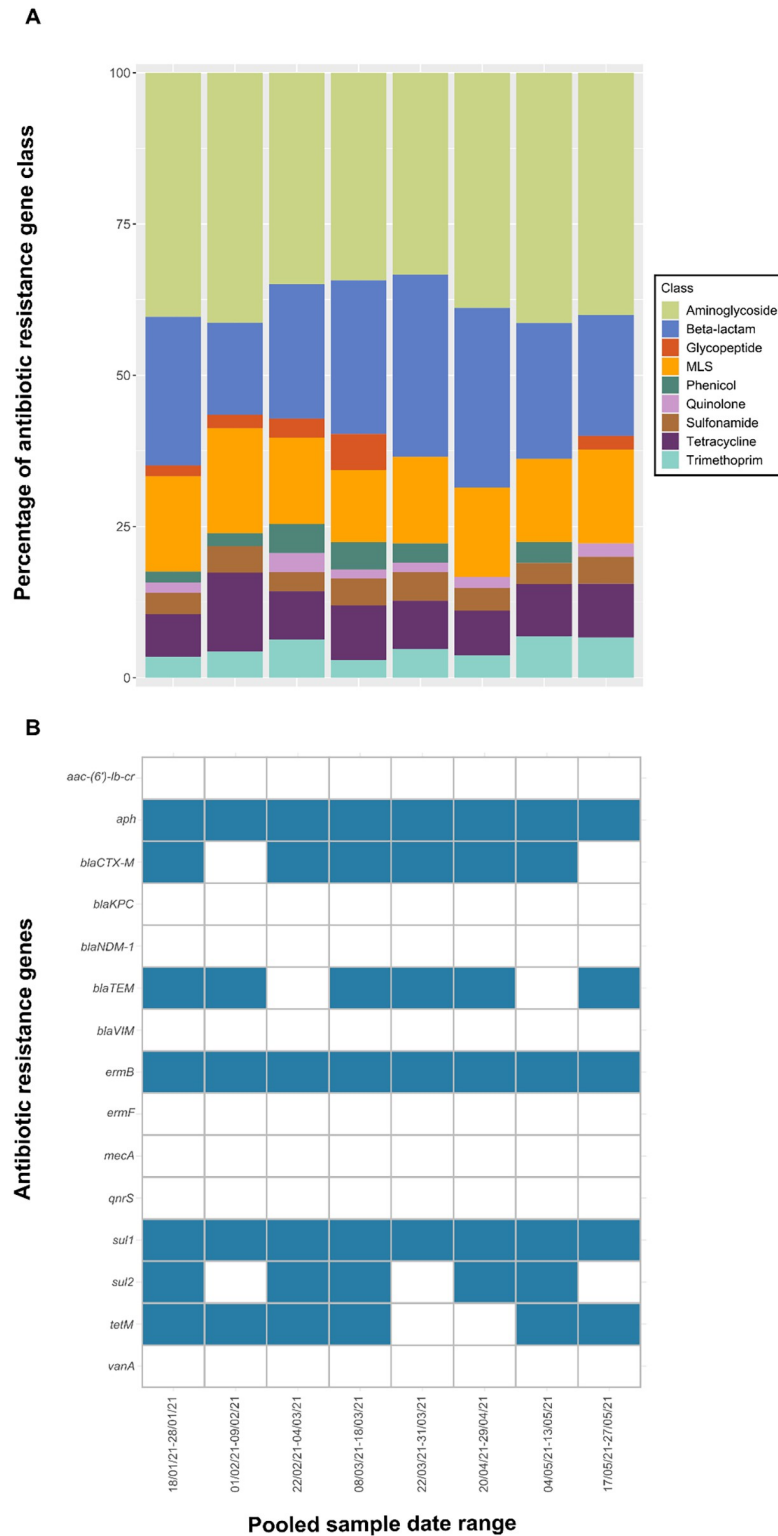 A
Percentage of antibiotic resistance gene class
100
75
50
25
0
Class
Aminoglycoside
Beta-lactam
Glycopeptide
MLS
Phenicol
Quinolone
Sulfonamide
Tetracycline
Trimethoprim
B
Antibiotic resistance genes
aac-(6')-Ib-cr
aph
blaCTX-M
blaKPC
blaNDM-1
blaTEM
blaVIM
ermB
ermF
mecA
qnrS
sul1
sul2
tetM
vanA
18/01/21-28/01/21
01/02/21-09/02/21
22/02/21-04/03/21
08/03/21-18/03/21
22/03/21-31/03/21
20/04/21-29/04/21
04/05/21-13/05/21
17/05/21-27/05/21
Pooled sample date range